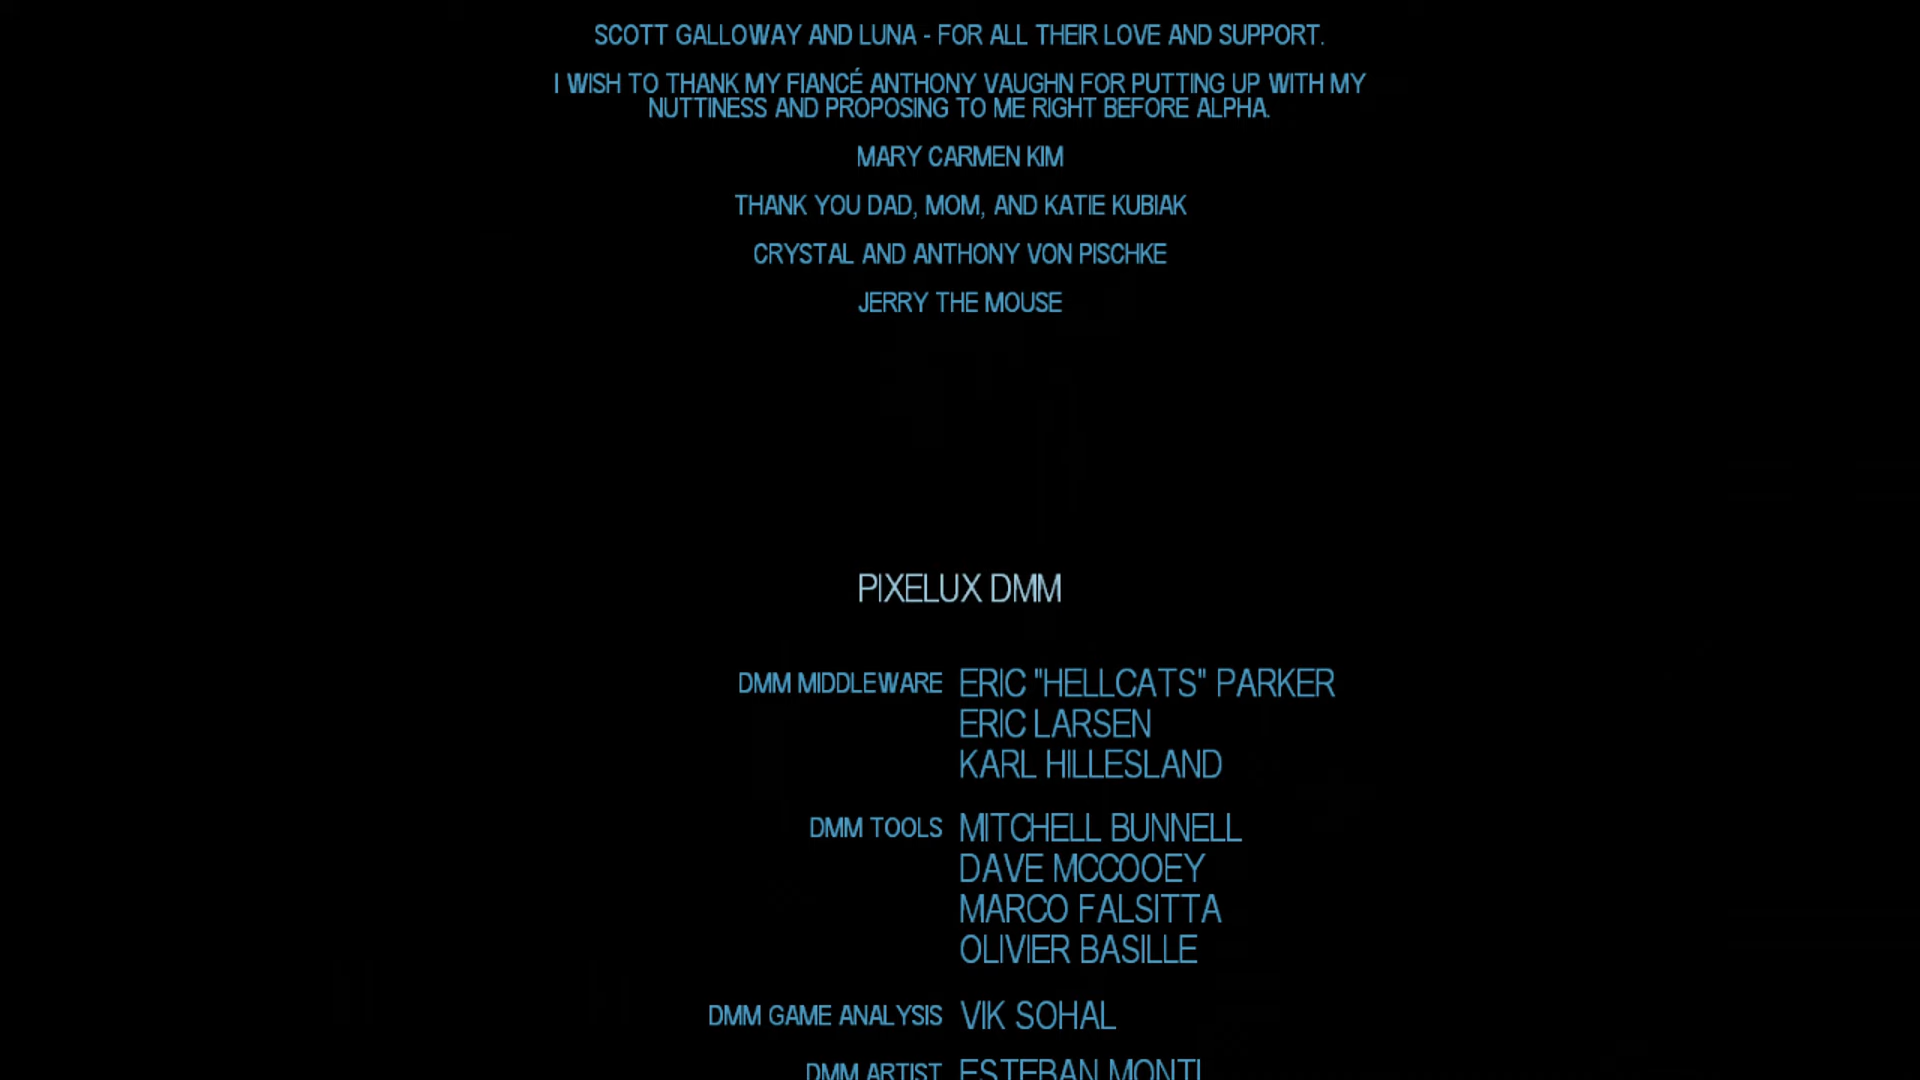 SCOTT GALLOWAY AND LUNA - FOR ALL THEIR LOVE AND SUPPORT.
I WISH TO THANK MY FIANCÉ ANTHONY VAUGHN FOR PUTTING UP WITH MY
NUTTINESS AND PROPOSING TO ME RIGHT BEFORE ALPHA.
MARY CARMEN KIM
THANK YOU DAD, MOM, AND KATIE KUBIAK
CRYSTAL AND ANTHONY VON PISCHKE
JERRY THE MOUSE
PIXELUX DMM
DMM MIDDLEWARE ERIC "HELLCATS" PARKER
ERIC LARSEN
KARL HILLESLAND
DMM TOOLS MITCHELL BUNNELL
DAVE MCCOOEY
MARCO FALSITTA
OLIVIER BASILLE
DMM GAME ANALYSIS VIK SOHAL
DMM ARTIST ESTEBAN MONTI